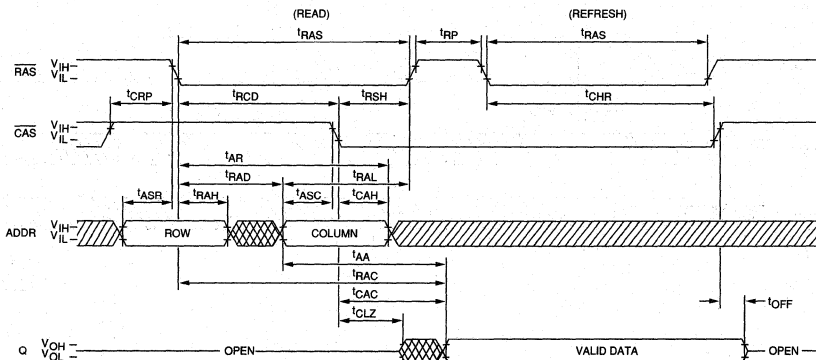 (READ) (REFRESH)
tRAS tRP tRAS
RAS VIH VIL
tCRP tRCD tRSH tCHR
CAS VIH VIL
tAR
tRAD tRAL
tASR tRAH tASC tCAH
ADDR VIH VIL ROW COLUMN
tAA
tRAC
tCAC
tCLZ tOFF
Q VOH VOL OPEN VALID DATA OPEN